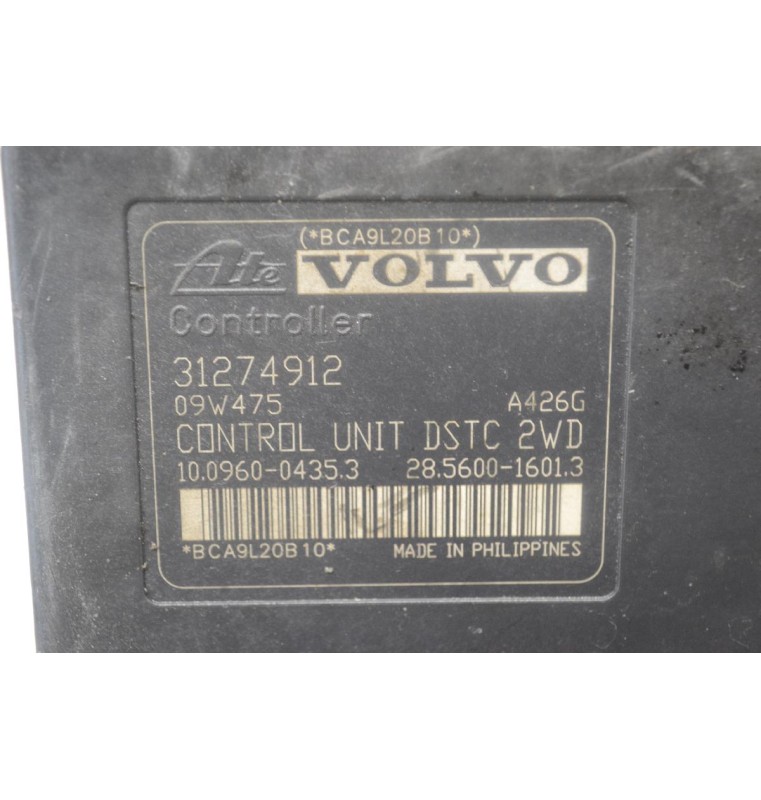 (*BCA9L20B10*)
Ate VOLVO
Controller
31274912
09W475 A426G
CONTROL UNIT DSTC 2WD
10.0960-0435.3 28.5600-1601.3
*BCA9L20B10* MADE IN PHILIPPINES